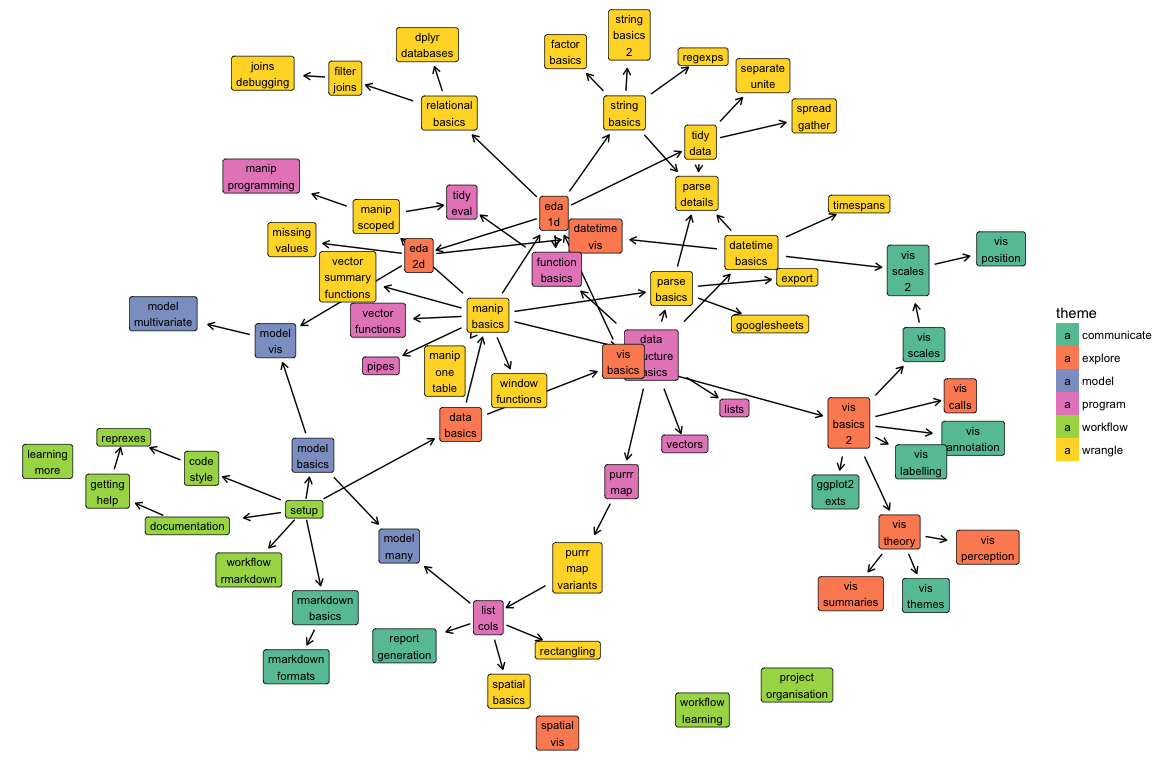 string
basics
2
dplyr
databases
factor
basics
regexps
joins
debugging
filter
joins
separate
unite
relational
basics
string
basics
spread
gather
tidy
data
manip
programming
parse
details
tidy
eval
manip
scoped
eda
1d
timespans
missing
values
datetime
vis
eda
2d
datetime
basics
vis
position
vis
scales
2
vector
summary
functions
function
basics
export
parse
basics
model
multivariate
vector
functions
manip
basics
googlesheets
theme
a communicate
a explore
a model
a program
a workflow
a wrangle
model
vis
vis
scales
data
ucture
asics
vis
basics
pipes
manip
one
table
window
functions
vis
calls
lists
data
basics
vis
basics
2
vis
annotation
vectors
reprexes
learning
more
code
style
model
basics
vis
labelling
getting
help
purrr
map
ggplot2
exts
setup
documentation
model
many
vis
theory
vis
perception
workflow
rmarkdown
purrr
map
variants
vis
summaries
vis
themes
rmarkdown
basics
list
cols
report
generation
rectangling
rmarkdown
formats
spatial
basics
project
organisation
workflow
learning
spatial
vis